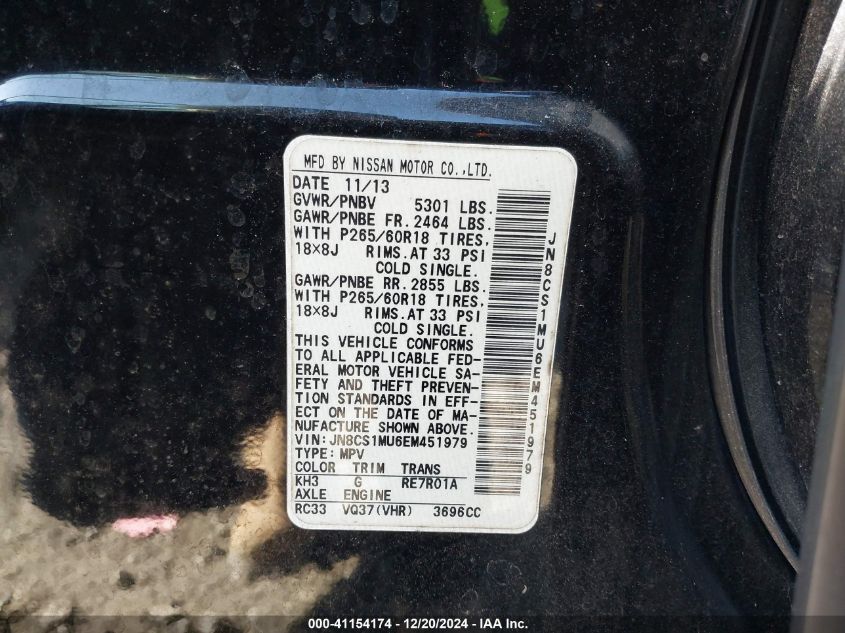 MFD BY NISSAN MOTOR CO.,LTD.
DATE 11/13
GVWR/PNBV 5301 LBS.
GAWR/PNBE FR. 2464 LBS.
WITH P265/60R18 TIRES,
18×8J RIMS.AT 33 PSI
COLD SINGLE.
GAWR/PNBE RR. 2855 LBS.
WITH P265/60R18 TIRES,
18×8J RIMS.AT 33 PSI
COLD SINGLE.
THIS VEHICLE CONFORMS
TO ALL APPLICABLE FED-
ERAL MOTOR VEHICLE SA-
FETY AND THEFT PREVEN-
TION STANDARDS IN EFF-
ECT ON THE DATE OF MA-
NUFACTURE SHOWN ABOVE.
VIN:JN8CS1MU6EM451979
TYPE:MPV
COLOR TRIM TRANS
KH3 G RE7R01A
AXLE ENGINE
RC33 VQ37(VHR) 3696CC
JN8CS1MU6EM451979
000-41154174 - 12/20/2024 - IAA Inc.